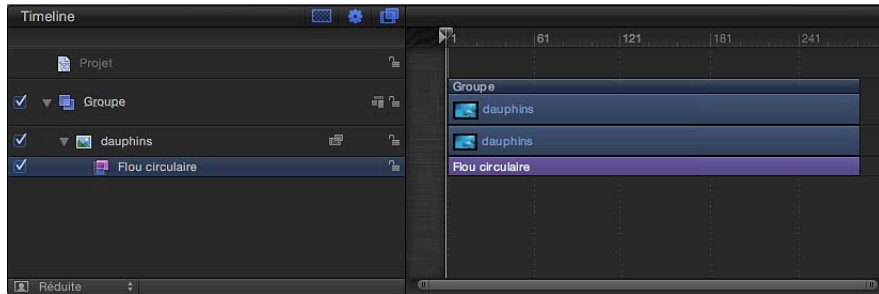 Timeline
1 61 121 181 241
Projet
Groupe
Groupe
dauphins
dauphins
dauphins
Flou circulaire
Flou circulaire
Réduite